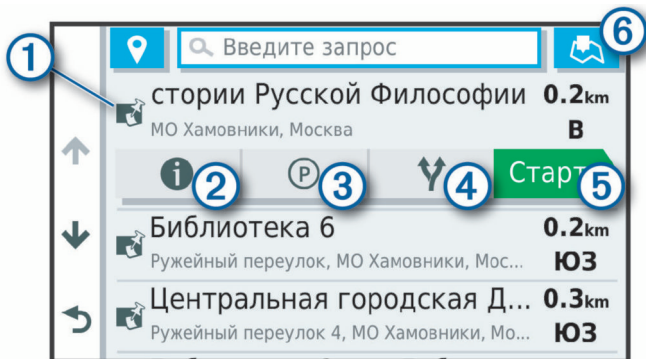 6
1
Введите запрос
стории Русской Философии 0.2km
МО Хамовники, Москва В
i 2 P 3 4 Старт 5
Библиотека 6 0.2km
Ружейный переулок, МО Хамовники, Мос... ЮЗ
Центральная городская Д... 0.3km
Ружейный переулок 4, МО Хамовники, Мо... ЮЗ